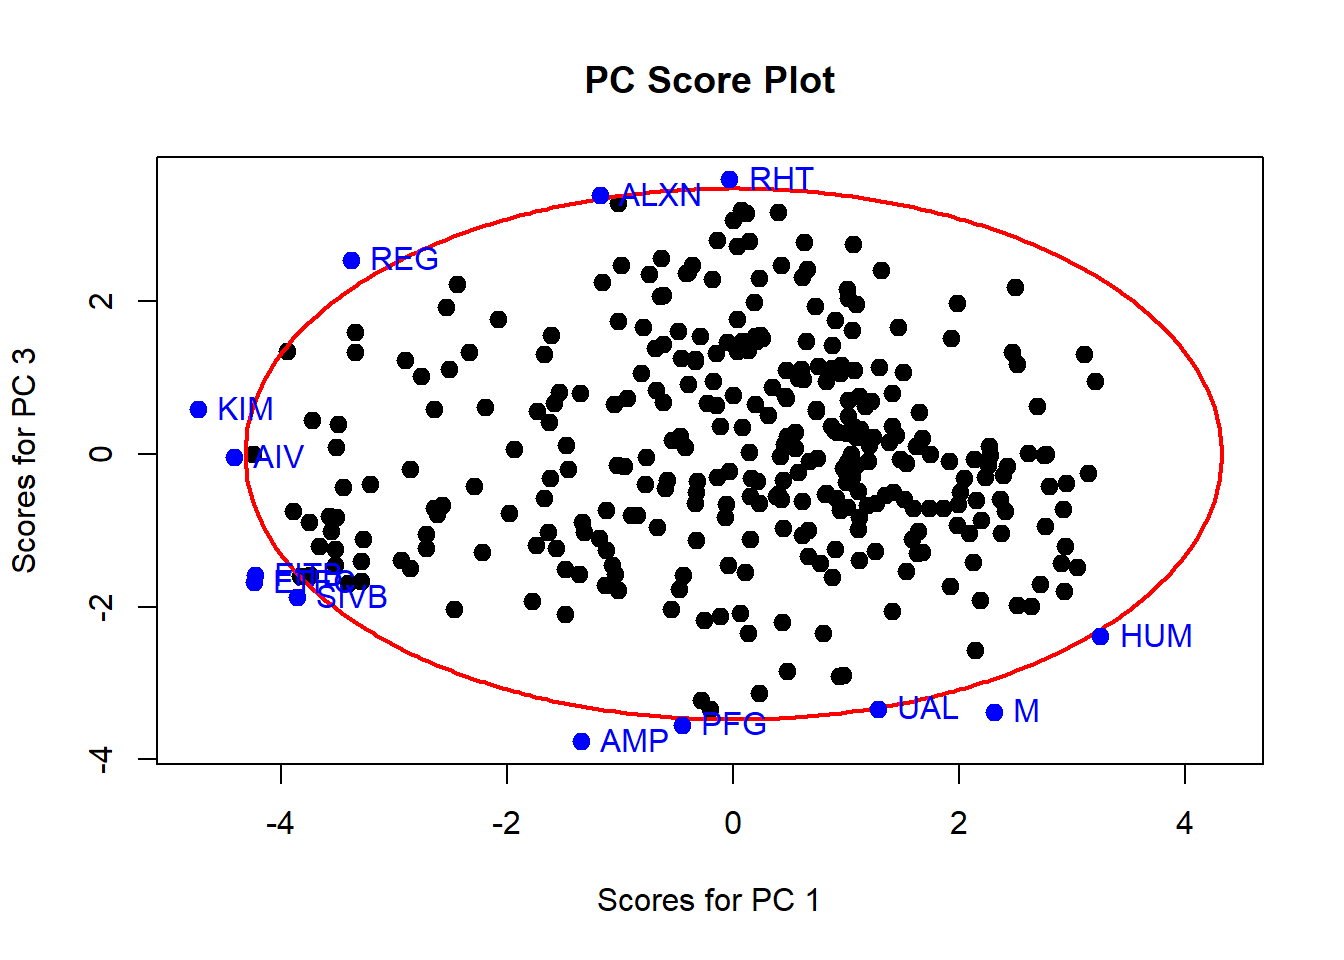 PC Score Plot
Scores for PC 3
2
0
-2
-4
RHT
ALXN
REG
KIM
AIV
SIVB
HUM
UAL
M
PFG
AMP
-4
-2
0
2
4
Scores for PC 1